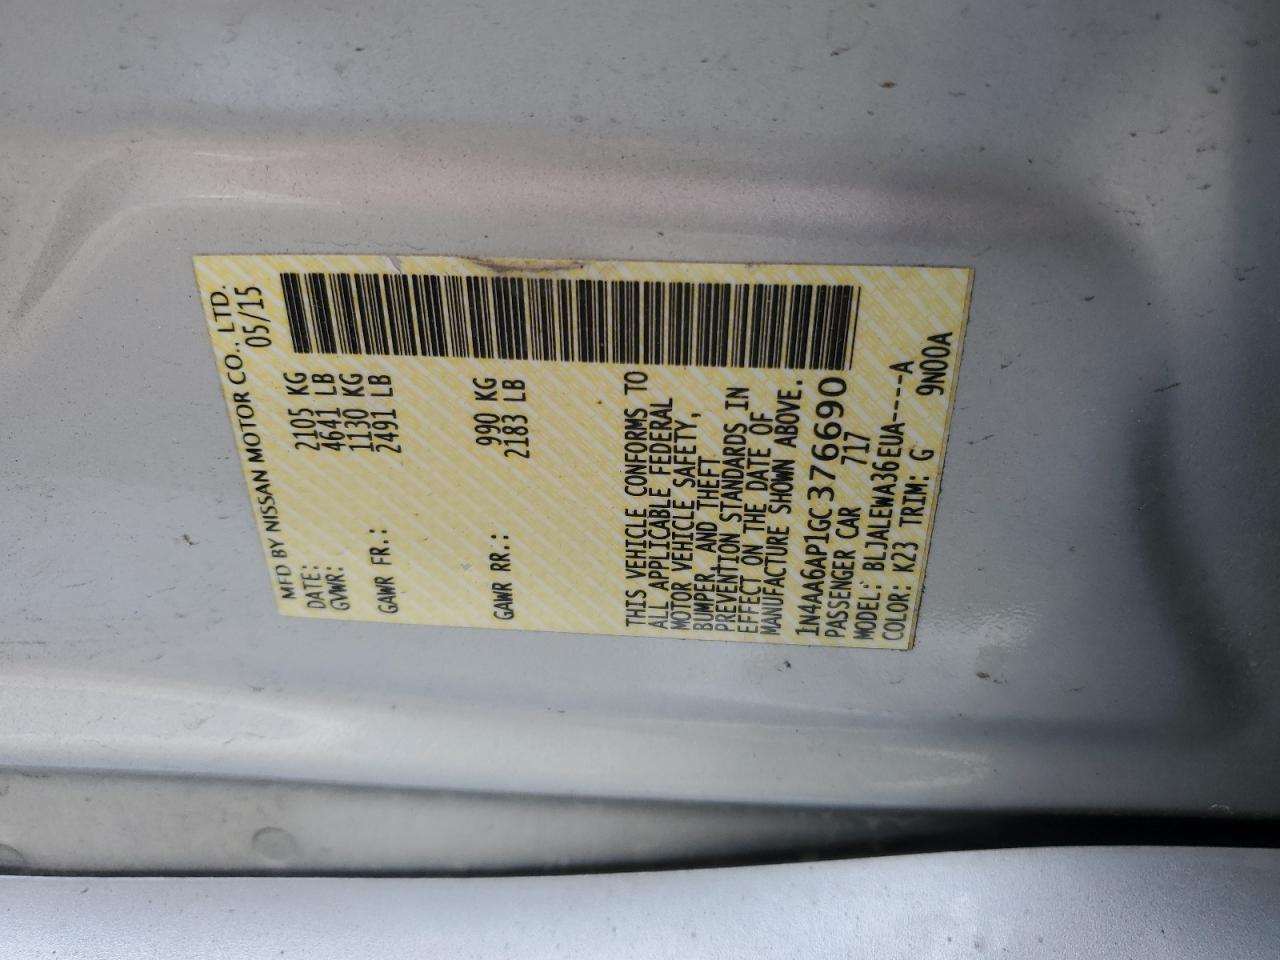 MFD BY NISSAN MOTOR CO., LTD.
DATE: 05/15
GVWR: 2105 KG
4641 LB
GAWR FR.: 1130 KG
2491 LB
GAWR RR.: 990 KG
2183 LB
THIS VEHICLE CONFORMS TO
ALL APPLICABLE FEDERAL
MOTOR VEHICLE SAFETY,
BUMPER, AND THEFT
PREVENTION STANDARDS IN
EFFECT ON THE DATE OF
MANUFACTURE SHOWN ABOVE.
1N4AA6AP1GC376690
PASSENGER CAR 717
MODEL: BLJALEWA36EUA----A
COLOR: K23 TRIM: G 9N00A